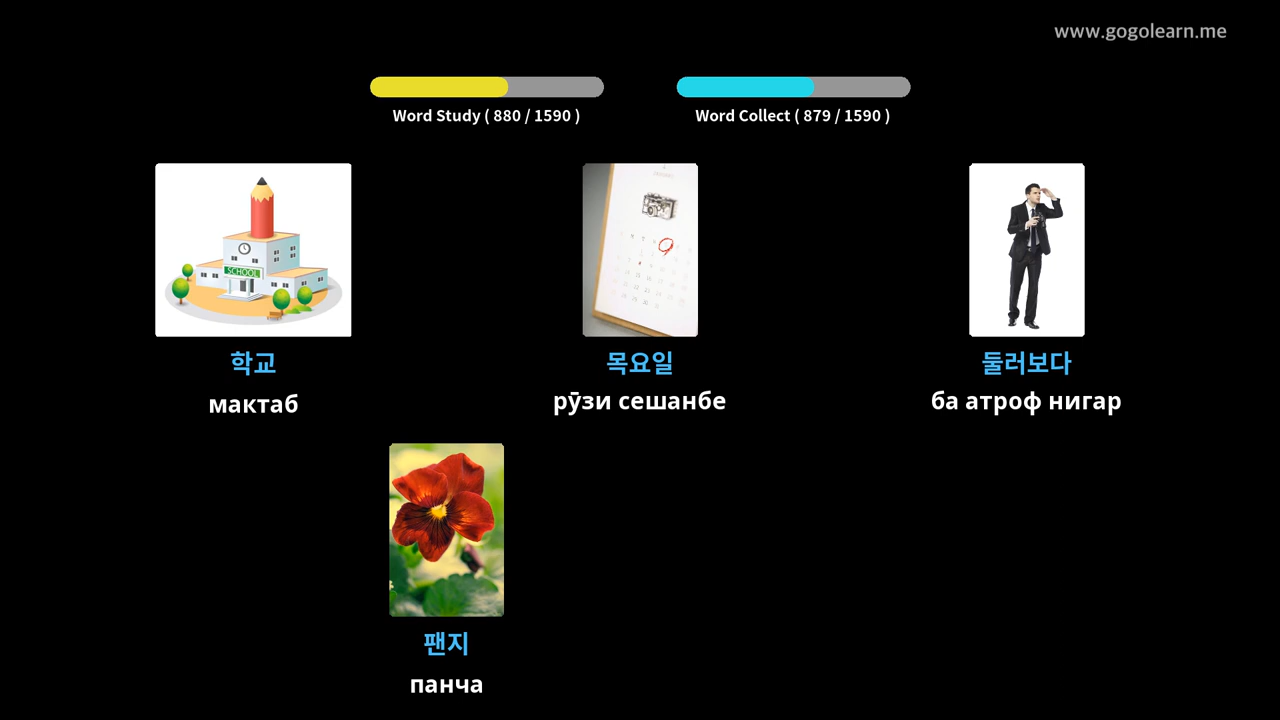 www.gogolearn.me
Word Study ( 880 / 1590 )
Word Collect ( 879 / 1590 )
SCHOOL
학교
мактаб
목요일
рӯзи сешанбе
둘러보다
ба атроф нигар
팬지
панча